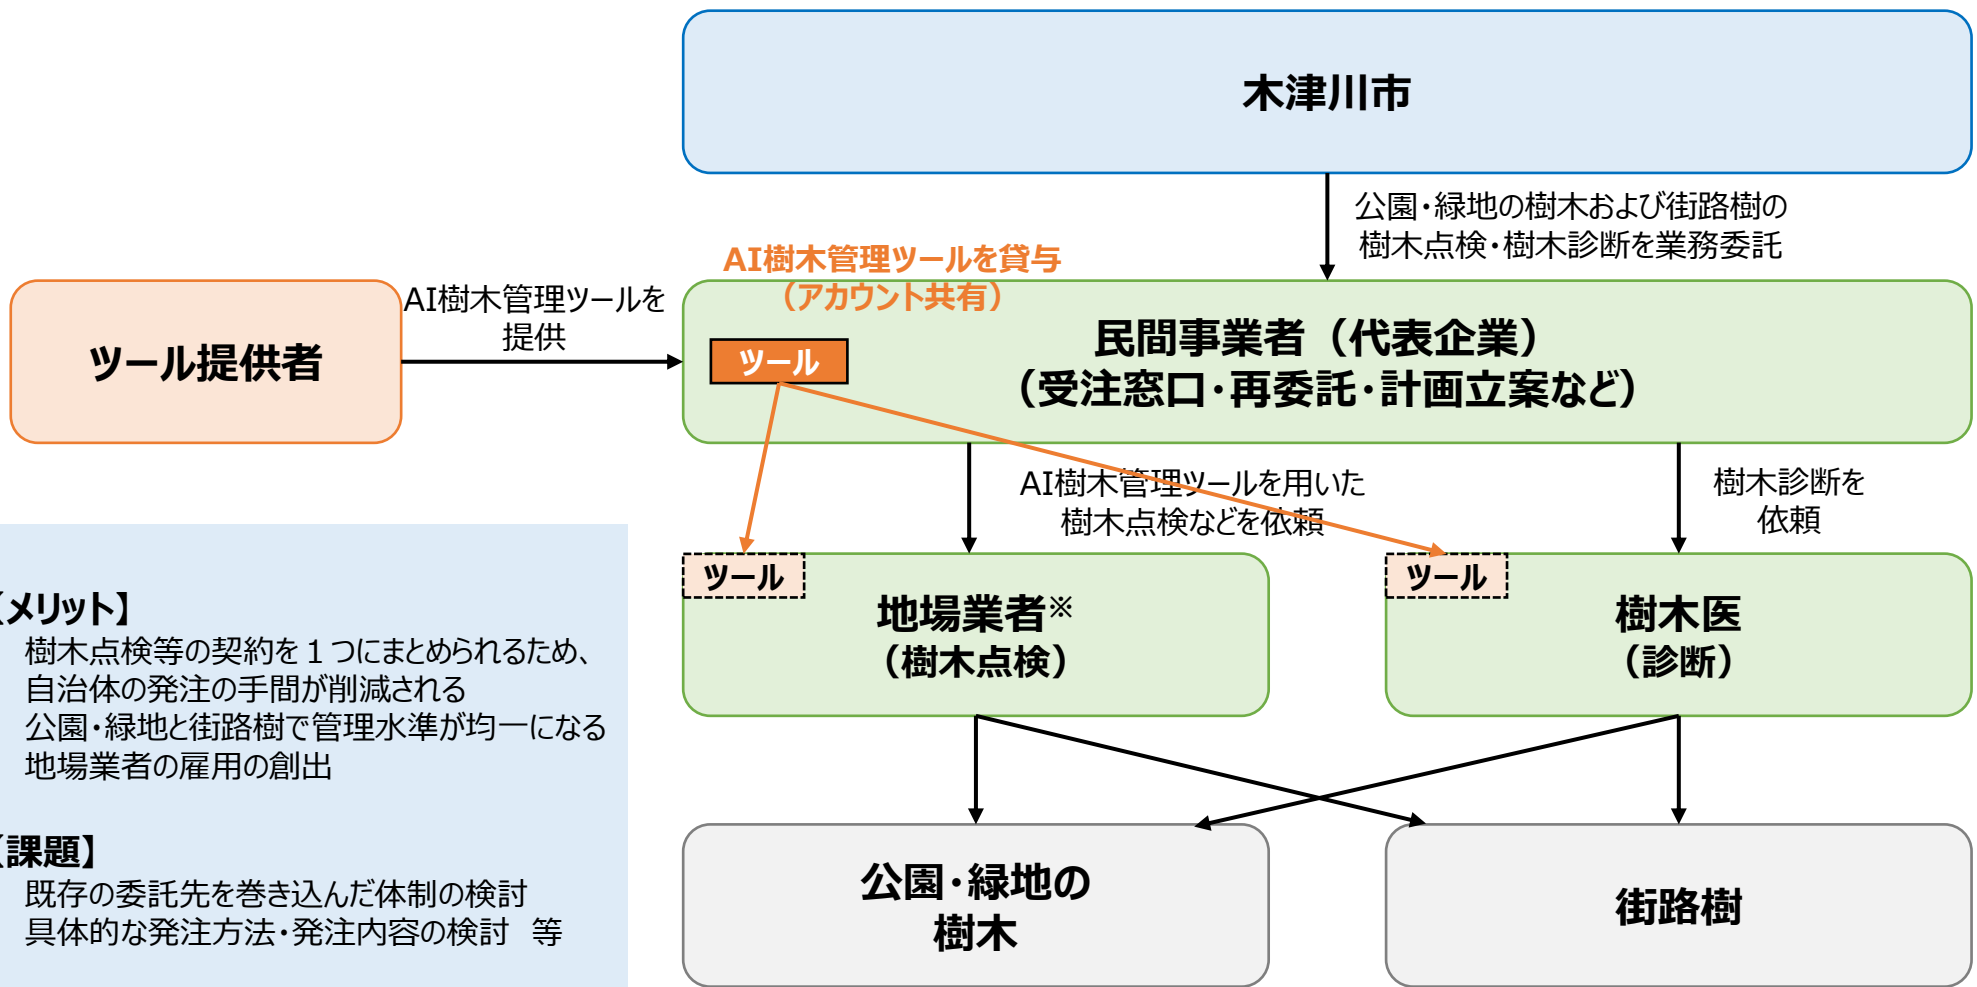 木津川市
公園・緑地の樹木および街路樹の
樹木点検・樹木診断を業務委託
AI樹木管理ツールを貸与
（アカウント共有）
ツール提供者
AI樹木管理ツールを
提供
ツール
民間事業者（代表企業）
（受注窓口・再委託・計画立案など）
AI樹木管理ツールを用いた
樹木点検などを依頼
樹木診断を
依頼
ツール
地場業者※
（樹木点検）
ツール
樹木医
（診断）
【メリット】
樹木点検等の契約を１つにまとめられるため、
自治体の発注の手間が削減される
公園・緑地と街路樹で管理水準が均一になる
地場業者の雇用の創出
【課題】
既存の委託先を巻き込んだ体制の検討
具体的な発注方法・発注内容の検討　等
公園・緑地の
樹木
街路樹